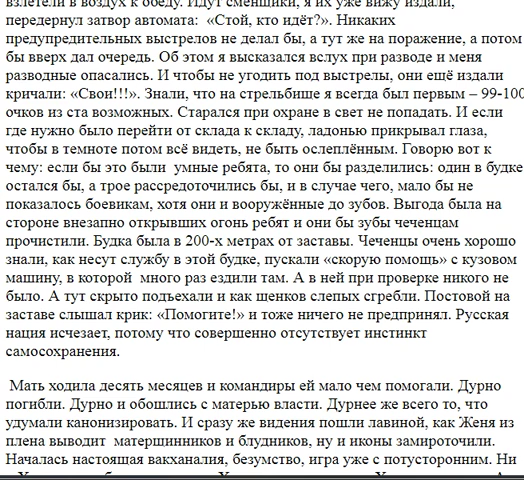 взлетели в воздух к обеду. Идут сменщики, я их уже вижу издали,
передернул затвор автомата:  «Стой, кто идёт?». Никаких
предупредительных выстрелов не делал бы, а тут же на поражение, а потом
бы вверх дал очередь. Об этом я высказался вслух при разводе и меня
разводные опасались. И чтобы не угодить под выстрелы, они ещё издали
кричали: «Свои!!!». Знали, что на стрельбище я всегда был первым – 99-100
очков из ста возможных. Старался при охране в свет не попадать. И если
где нужно было перейти от склада к складу, ладонью прикрывал глаза,
чтобы в темноте потом всё видеть, не быть ослеплённым. Говорю вот к
чему: если бы это были  умные ребята, то они бы разделились: один в будке
остался бы, а трое рассредоточились бы, и в случае чего, мало бы не
показалось боевикам, хотя они и вооружённые до зубов. Выгода была на
стороне внезапно открывших огонь ребят и они бы зубы чеченцам
прочистили. Будка была в 200-х метрах от заставы. Чеченцы очень хорошо
знали, как несут службу в этой будке, пускали «скорую помощь» с кузовом
машину, в которой  много раз ездили там. А в ней при проверке никого не
было. А тут скрыто подъехали и как щенков слепых сгребли. Постовой на
заставе слышал крик: «Помогите!» и тоже ничего не предпринял. Русская
нация исчезает, потому что совершенно отсутствует инстинкт
самосохранения.
Мать ходила десять месяцев и командиры ей мало чем помогали. Дурно
погибли. Дурно и обошлись с матерью власти. Дурнее же всего то, что
удумали канонизировать. И сразу же видения пошли лавиной, как Женя из
плена выводит  матерщинников и блудников, ну и иконы замироточили.
Началась настоящая вакханалия, безумство, игра уже с потусторонним. Ни